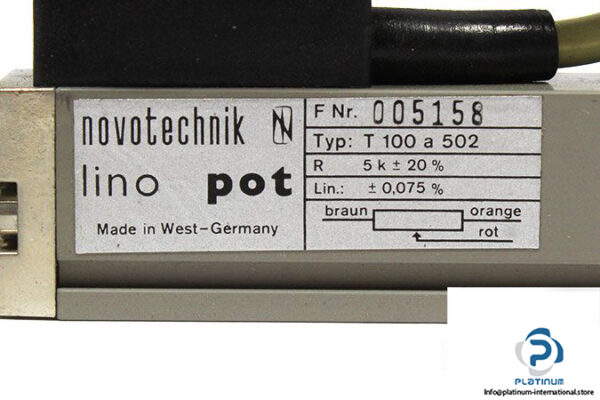 novotechnik
lino pot
Made in West-Germany
F Nr. 005158
Typ: T 100 a 502
R 5 k ± 20 %
Lin.: ± 0,075 %
braun orange
rot
PLATINUM
Info@platinum-international.store